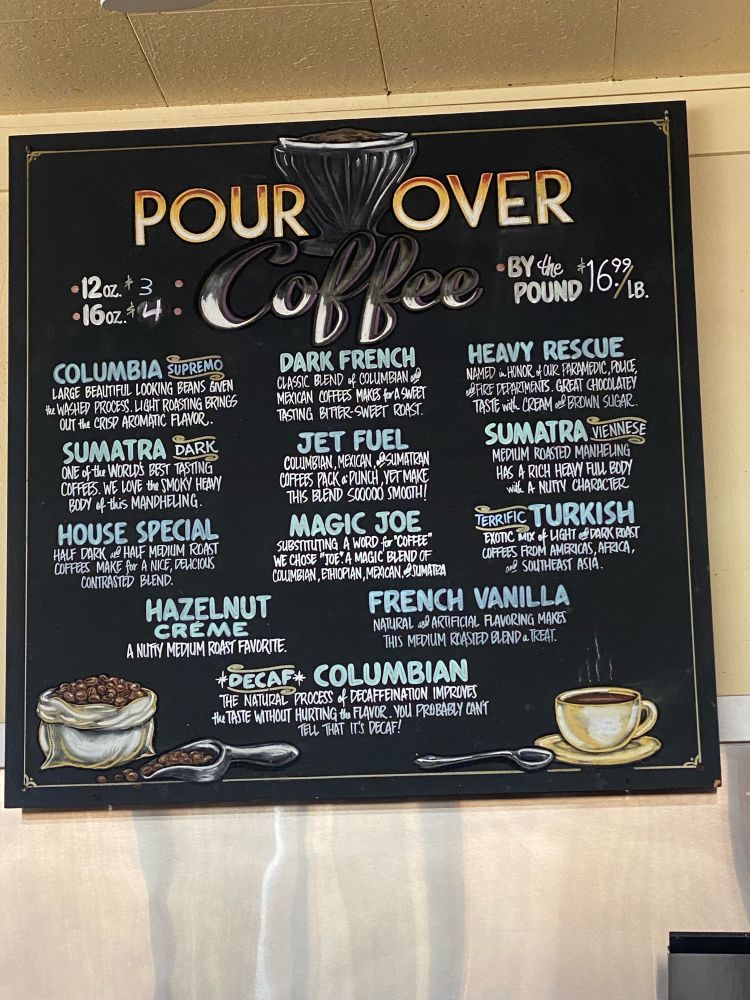 POUR OVER
Coffee
• 12 oz. $3 •
• 16 oz. $4 •
• BY the POUND $16.99/LB.
COLUMBIA SUPREMO
LARGE BEAUTIFUL LOOKING BEANS GIVEN
the WASHED PROCESS. LIGHT ROASTING BRINGS
OUT the CRISP AROMATIC FLAVOR.
DARK FRENCH
CLASSIC BLEND of COLUMBIAN and
MEXICAN COFFEES MAKES for A SWEET
TASTING BITTER-SWEET ROAST.
HEAVY RESCUE
NAMED in HONOR of OUR PARAMEDIC, POLICE,
and FIRE DEPARTMENTS. GREAT CHOCOLATEY
TASTE with CREAM and BROWN SUGAR.
SUMATRA DARK
ONE of the WORLD'S BEST TASTING
COFFEES. WE LOVE the SMOKY HEAVY
BODY of this MANDHELING.
JET FUEL
COLUMBIAN, MEXICAN, and SUMATRAN
COFFEES PACK a PUNCH, YET MAKE
THIS BLEND SOOOOO SMOOTH!
SUMATRA VIENNESE
MEDIUM ROASTED MANHELING
HAS A RICH HEAVY FULL BODY
with A NUTTY CHARACTER.
HOUSE SPECIAL
HALF DARK and HALF MEDIUM ROAST
COFFEES MAKE for A NICE, DELICIOUS
CONTRASTED BLEND.
MAGIC JOE
SUBSTITUTING A WORD for "COFFEE"
WE CHOSE "JOE". A MAGIC BLEND OF
COLUMBIAN, ETHIOPIAN, MEXICAN, and SUMATRA
TERRIFIC TURKISH
EXOTIC MIX of LIGHT and DARK ROAST
COFFEES FROM AMERICAS, AFRICA,
and SOUTHEAST ASIA.
HAZELNUT
CRÉME
A NUTTY MEDIUM ROAST FAVORITE.
FRENCH VANILLA
NATURAL and ARTIFICIAL FLAVORING MAKES
THIS MEDIUM ROASTED BLEND a TREAT.
*DECAF* COLUMBIAN
THE NATURAL PROCESS of DECAFFEINATION IMPROVES
the TASTE WITHOUT HURTING the FLAVOR. YOU PROBABLY CAN'T
TELL THAT IT'S DECAF!